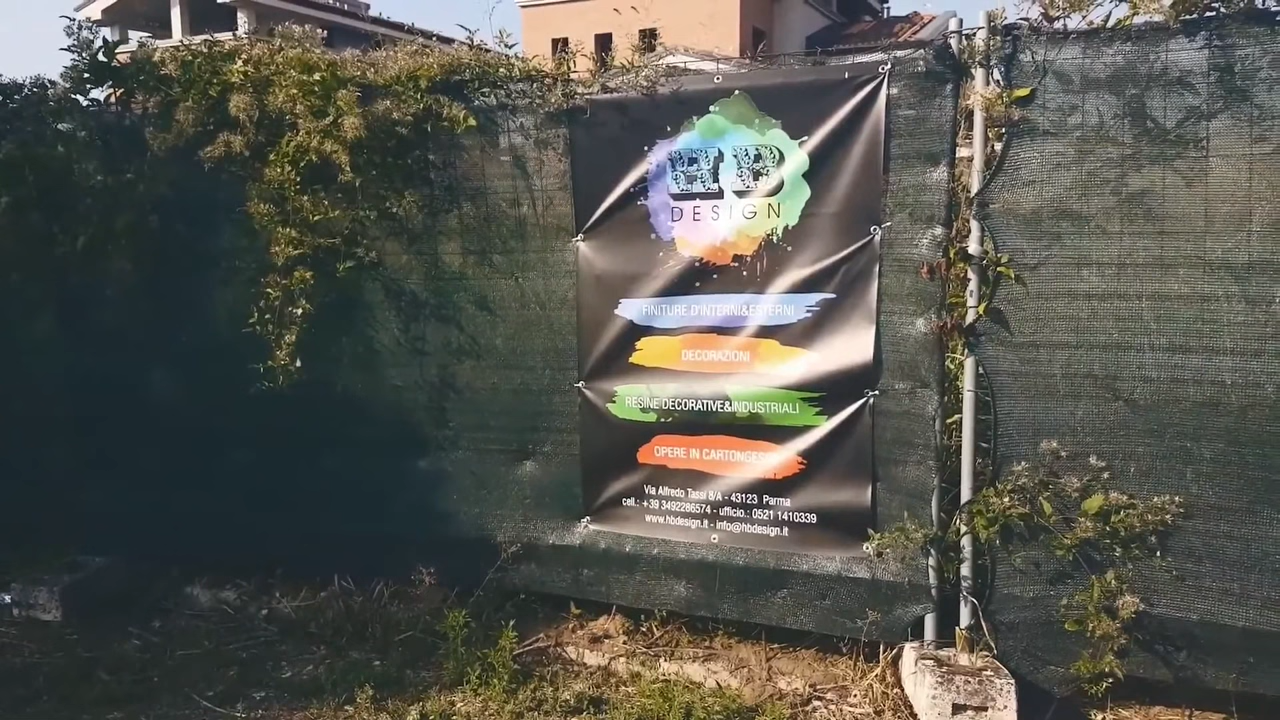 HB
DESIGN
FINITURE D'INTERNI&ESTERNI
DECORAZIONI
RESINE DECORATIVE&INDUSTRIALI
OPERE IN CARTONGESSO
Via Alfredo Tassi 8/A - 43123 Parma
cell.: +39 3492286574 - ufficio.: 0521 1410339
www.hbdesign.it - info@hbdesign.it